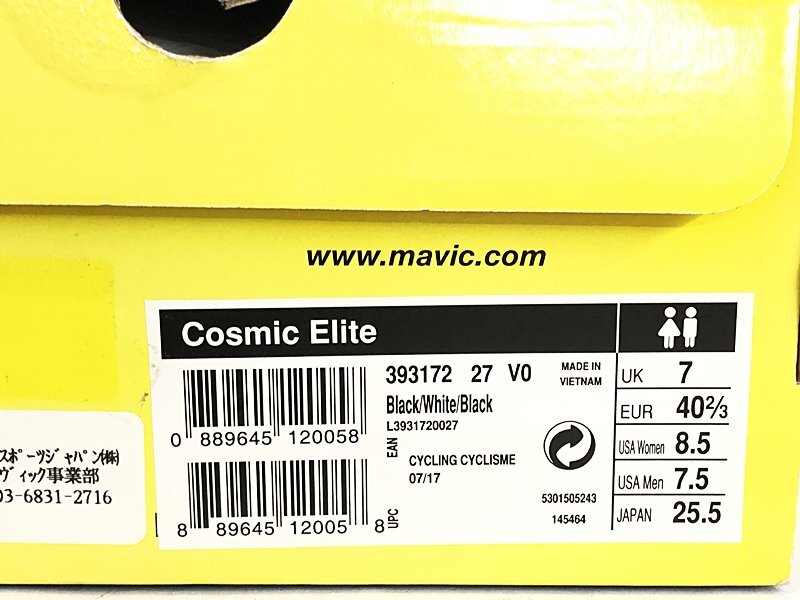 www.mavic.com
Cosmic Elite
393172 27 V0
MADE IN
VIETNAM
Black/White/Black
L3931720027
0 889645 120058
EAN
CYCLING CYCLISME
07/17
8 89645 12005 8
UPC
5301505243
145464
UK 7
EUR 40⅔
USA Women 8.5
USA Men 7.5
JAPAN 25.5
スポーツジャパン㈱
ヴィック事業部
03-6831-2716